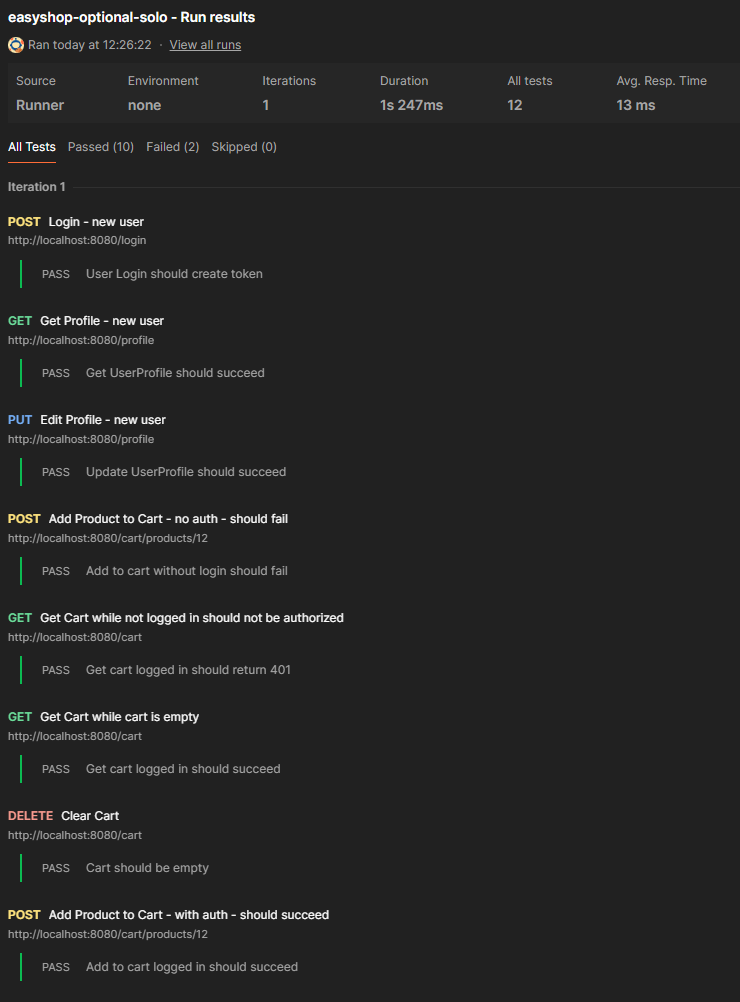 easyshop-optional-solo - Run results
Ran today at 12:26:22 · View all runs
Source Environment Iterations Duration All tests Avg. Resp. Time
Runner none 1 1s 247ms 12 13 ms
All Tests Passed (10) Failed (2) Skipped (0)
Iteration 1
POST Login - new user
http://localhost:8080/login
PASS User Login should create token
GET Get Profile - new user
http://localhost:8080/profile
PASS Get UserProfile should succeed
PUT Edit Profile - new user
http://localhost:8080/profile
PASS Update UserProfile should succeed
POST Add Product to Cart - no auth - should fail
http://localhost:8080/cart/products/12
PASS Add to cart without login should fail
GET Get Cart while not logged in should not be authorized
http://localhost:8080/cart
PASS Get cart logged in should return 401
GET Get Cart while cart is empty
http://localhost:8080/cart
PASS Get cart logged in should succeed
DELETE Clear Cart
http://localhost:8080/cart
PASS Cart should be empty
POST Add Product to Cart - with auth - should succeed
http://localhost:8080/cart/products/12
PASS Add to cart logged in should succeed